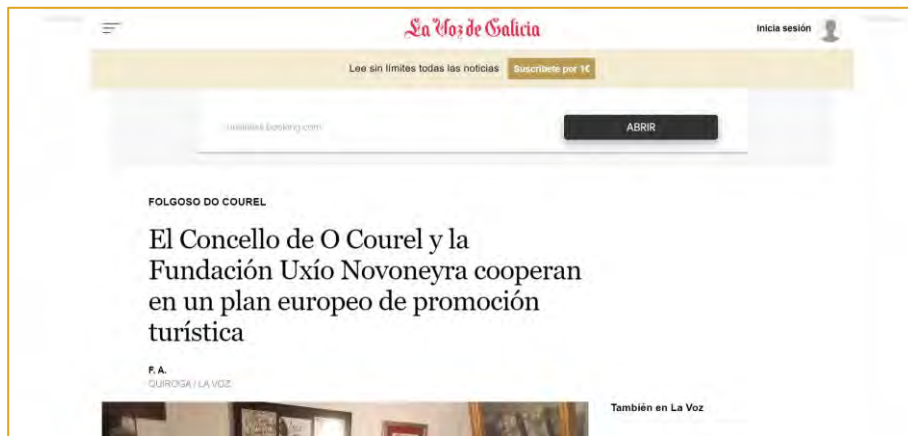 La Voz de Galicia
Inicia sesión
Lee sin límites todas las noticias Suscríbete por 1€
ABRIR
FOLGOSO DO COUREL
El Concello de O Courel y la
Fundación Uxío Novoneyra cooperan
en un plan europeo de promoción
turística
F. A.
QUIROGA / LA VOZ
También en La Voz